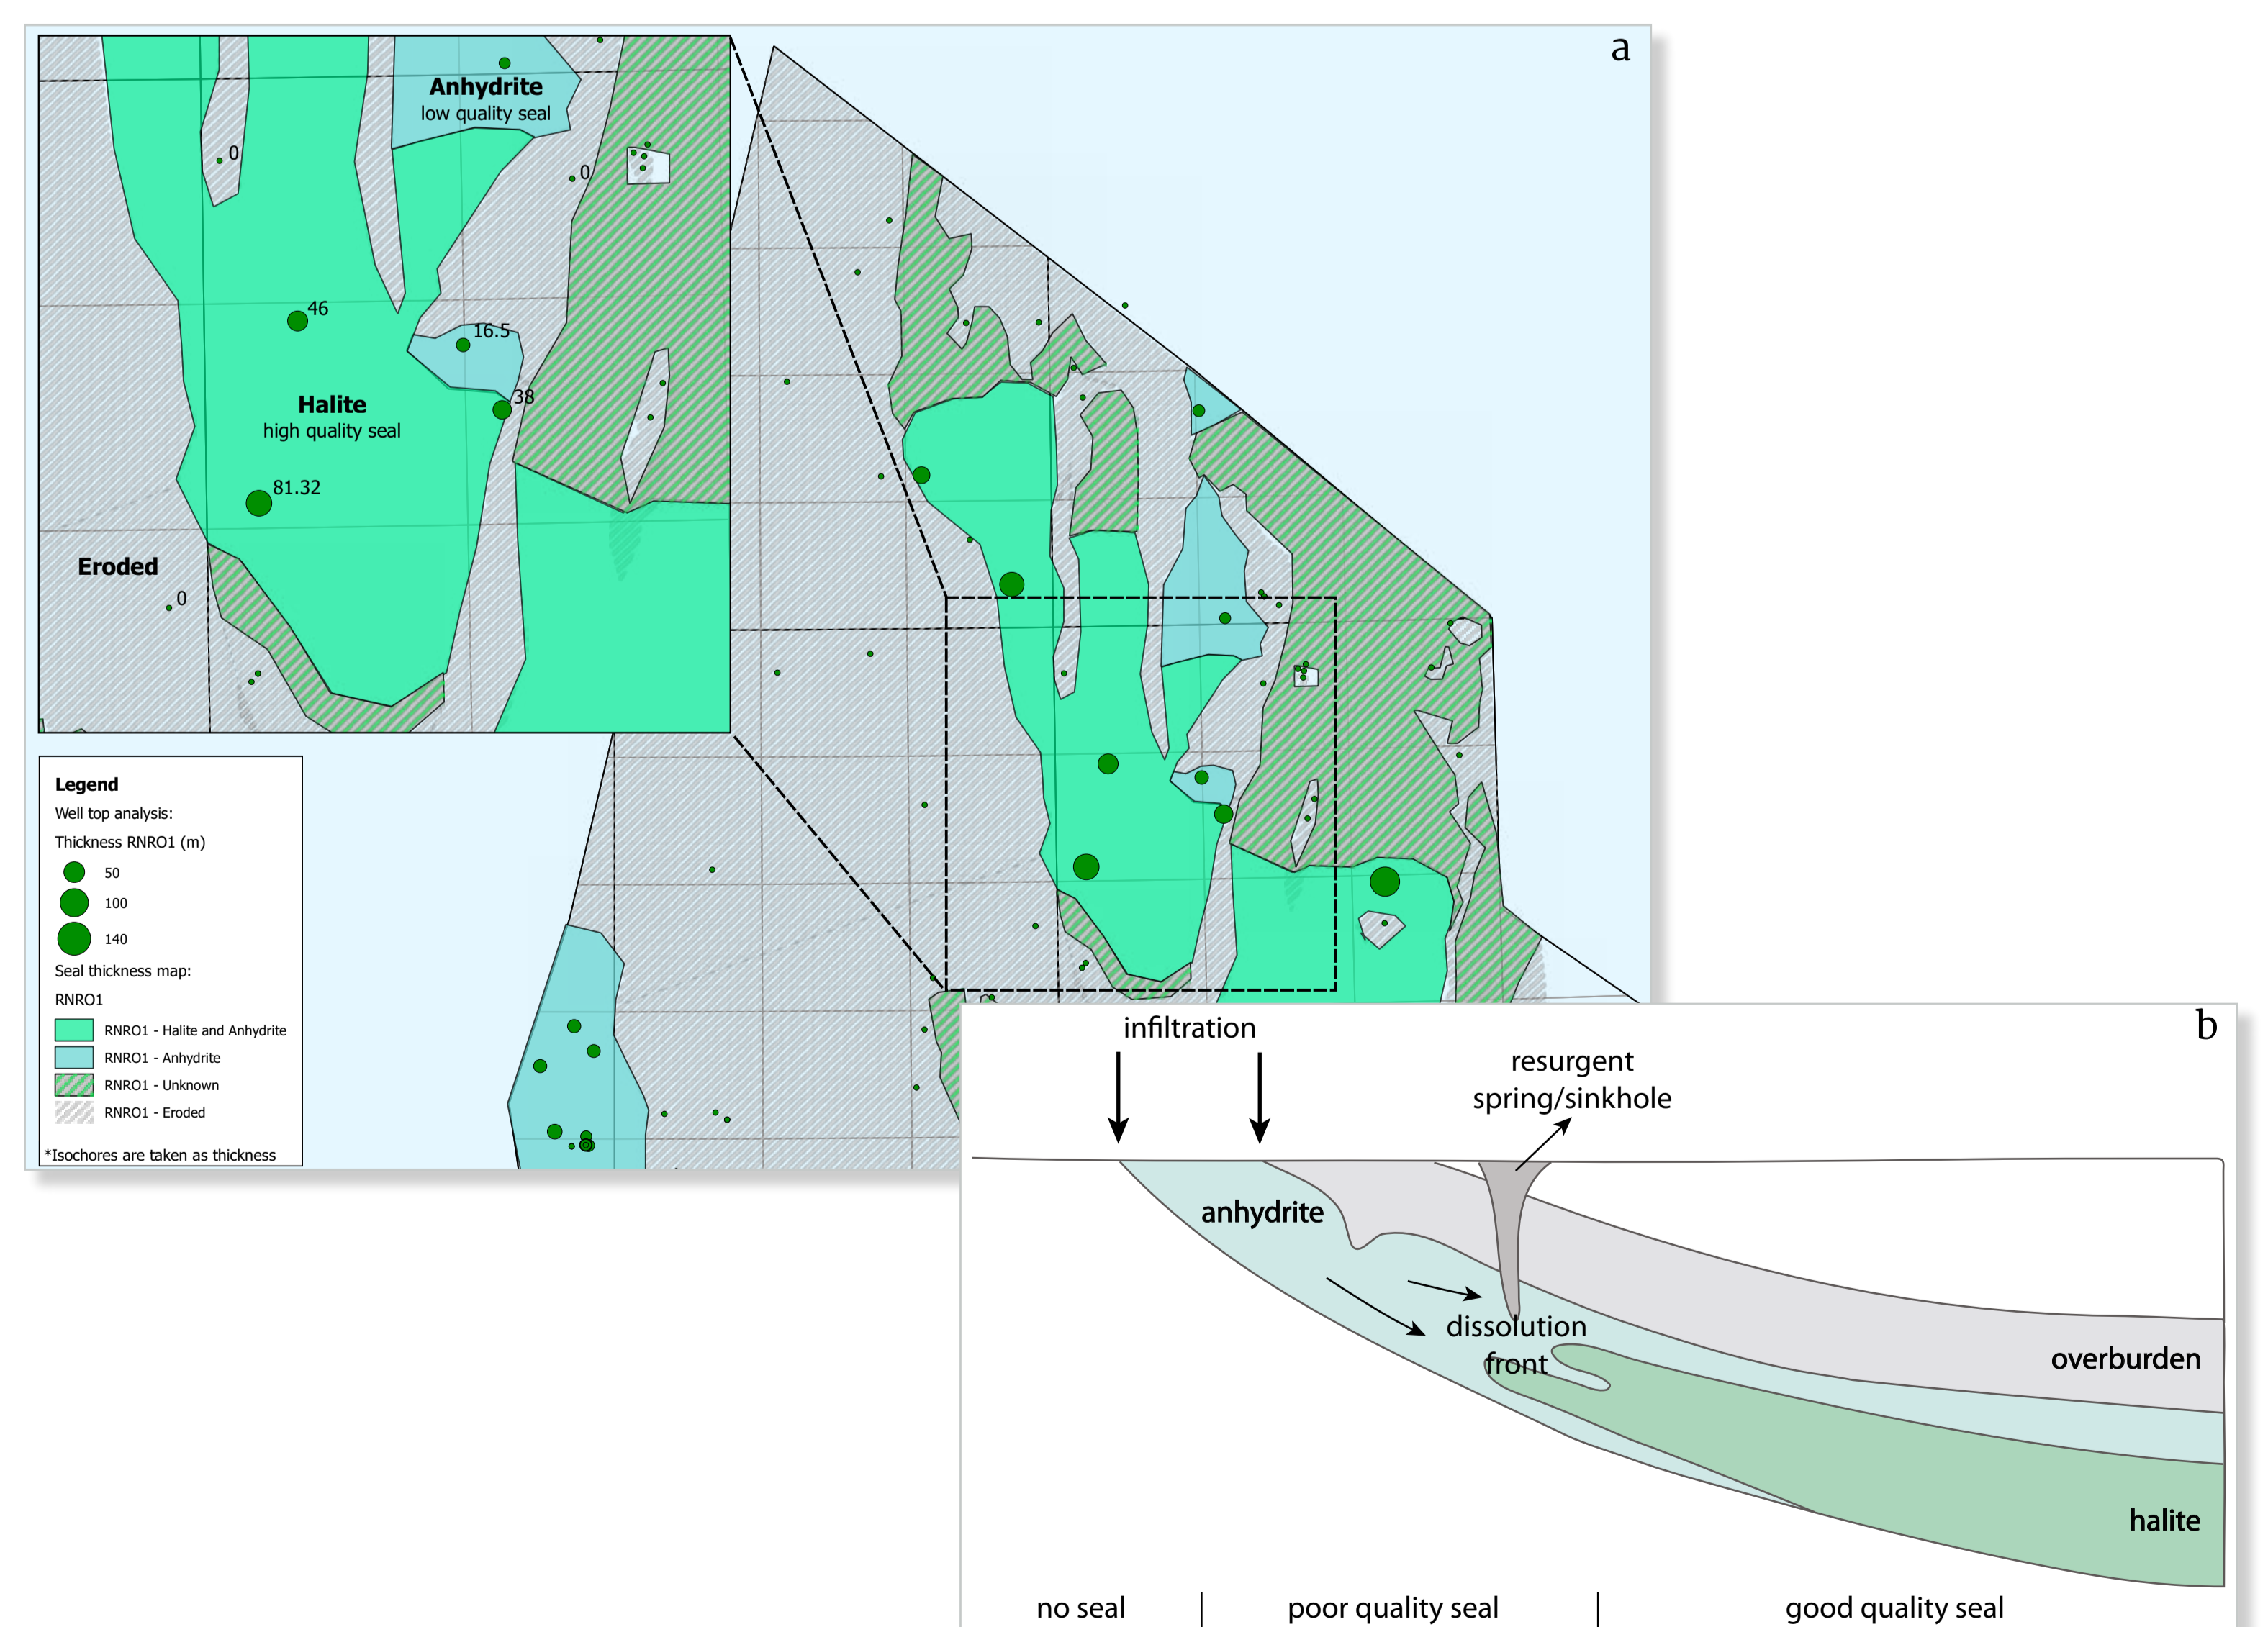 a
Anhydrite
low quality seal
0
0
46
16.5
38
Halite
high quality seal
81.32
Eroded
0
Legend
Well top analysis:
Thickness RNRO1 (m)
50
100
140
Seal thickness map:
RNRO1
RNRO1 - Halite and Anhydrite
RNRO1 - Anhydrite
RNRO1 - Unknown
RNRO1 - Eroded
*Isochores are taken as thickness
b
infiltration
resurgent
spring/sinkhole
anhydrite
dissolution
front
overburden
halite
no seal
poor quality seal
good quality seal